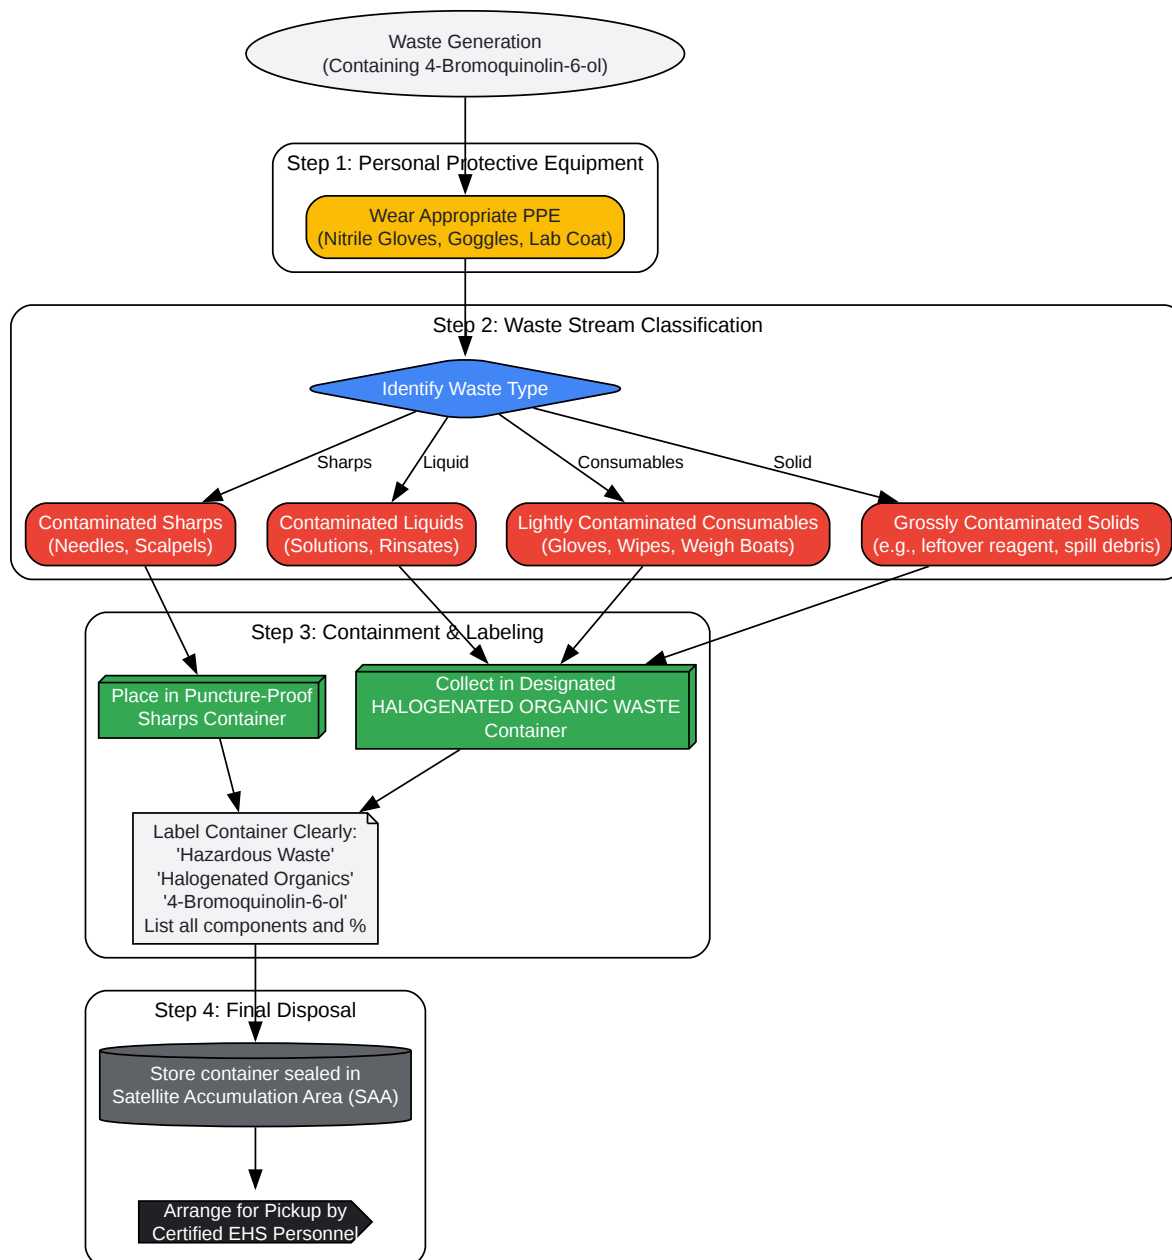 Waste Generation
(Containing 4-Bromoquinolin-6-ol)
Step 1: Personal Protective Equipment
Wear Appropriate PPE
(Nitrile Gloves, Goggles, Lab Coat)
Step 2: Waste Stream Classification
Identify Waste Type
Sharps
Liquid
Consumables
Solid
Contaminated Sharps
(Needles, Scalpels)
Contaminated Liquids
(Solutions, Rinsates)
Lightly Contaminated Consumables
(Gloves, Wipes, Weigh Boats)
Grossly Contaminated Solids
(e.g., leftover reagent, spill debris)
Step 3: Containment & Labeling
Place in Puncture-Proof
Sharps Container
Collect in Designated
HALOGENATED ORGANIC WASTE
Container
Label Container Clearly:
'Hazardous Waste'
'Halogenated Organics'
'4-Bromoquinolin-6-ol'
List all components and %
Step 4: Final Disposal
Store container sealed in
Satellite Accumulation Area (SAA)
Arrange for Pickup by
Certified EHS Personnel